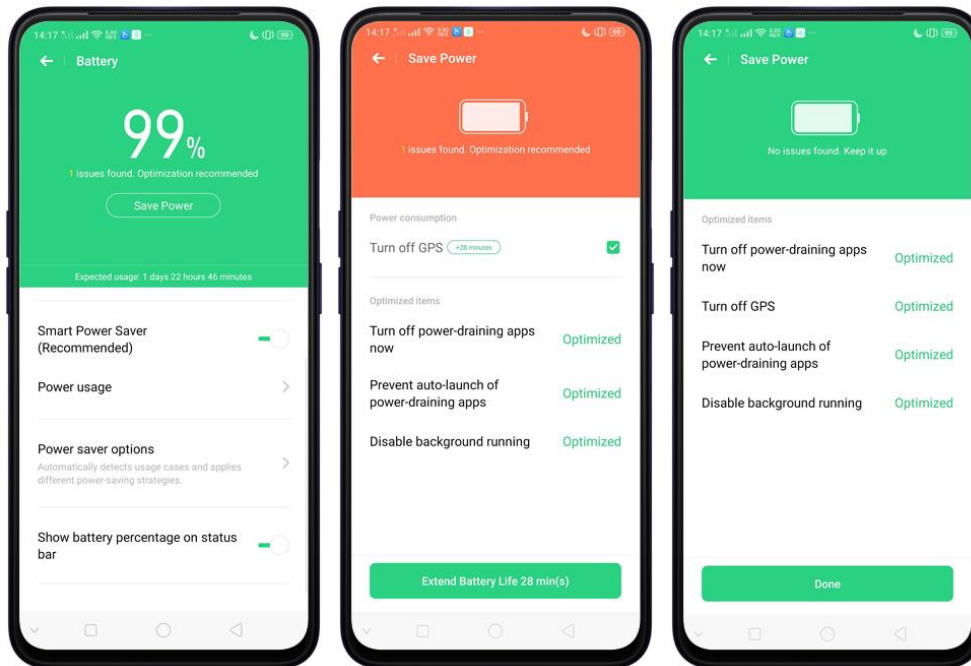 14:17
99
Battery
99%
1 issues found. Optimization recommended
Save Power
Expected usage: 1 days 22 hours 46 minutes
Smart Power Saver
(Recommended)
Power usage
Power saver options
Automatically detects usage cases and applies
different power-saving strategies.
Show battery percentage on status
bar
14:17
99
Save Power
1 issues found. Optimization recommended
Power consumption
Turn off GPS +28 minutes
Optimized items
Turn off power-draining apps
now
Optimized
Prevent auto-launch of
power-draining apps
Optimized
Disable background running Optimized
Extend Battery Life 28 min(s)
14:17
99
Save Power
No issues found. Keep it up
Optimized items
Turn off power-draining apps
now
Optimized
Turn off GPS Optimized
Prevent auto-launch of
power-draining apps
Optimized
Disable background running Optimized
Done